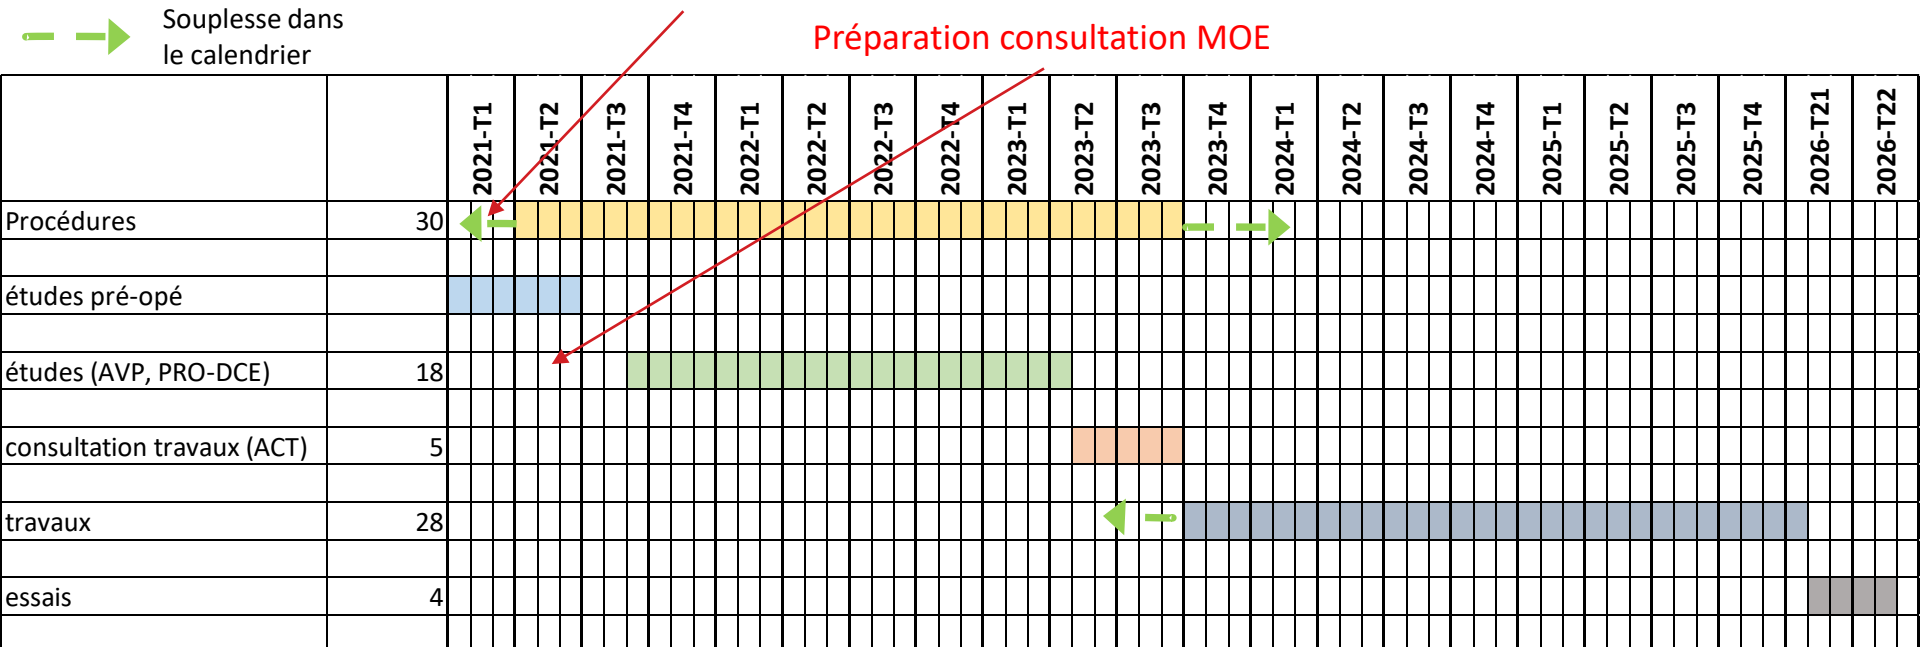 Souplesse dans
le calendrier
Préparation consultation MOE
2021-T1 2021-T2 2021-T3 2021-T4 2022-T1 2022-T2 2022-T3 2022-T4 2023-T1 2023-T2 2023-T3 2023-T4 2024-T1 2024-T2 2024-T3 2024-T4 2025-T1 2025-T2 2025-T3 2025-T4 2026-T21 2026-T22
Procédures 30
études pré-opé
études (AVP, PRO-DCE) 18
consultation travaux (ACT) 5
travaux 28
essais 4